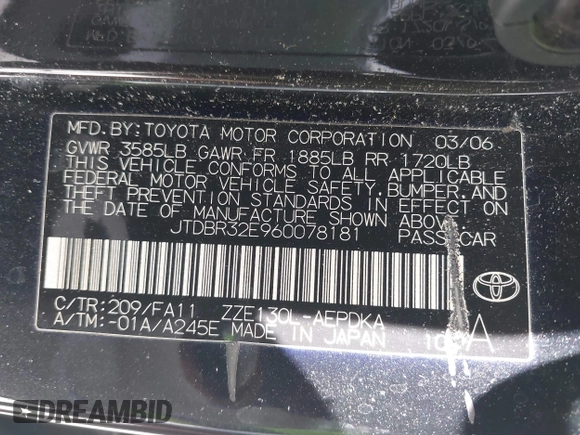 MFD. BY: TOYOTA MOTOR CORPORATION 03/06
GVWR 3585LB GAWR FR 1885LB RR 1720LB
THIS VEHICLE CONFORMS TO ALL APPLICABLE
FEDERAL MOTOR VEHICLE SAFETY, BUMPER, AND
THEFT PREVENTION STANDARDS IN EFFECT ON
THE DATE OF MANUFACTURE SHOWN ABOVE.
JTDBR32E960078181 PASS. CAR
C/TR: 209/FA11 ZZE130L-AEPDKA
A/TM: -01A/A245E MADE IN JAPAN A
DREAMBID